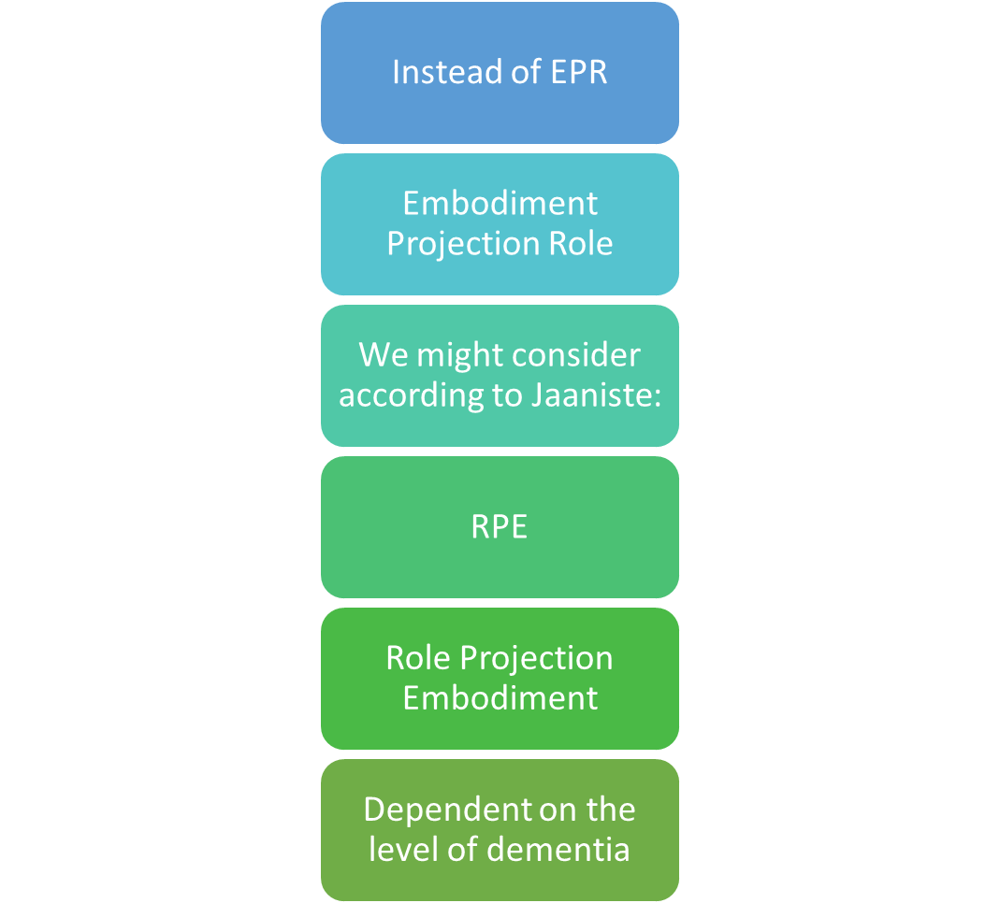 Instead of EPR
Embodiment
Projection Role
We might consider
according to Jaaniste:
RPE
Role Projection
Embodiment
Dependent on the
level of dementia